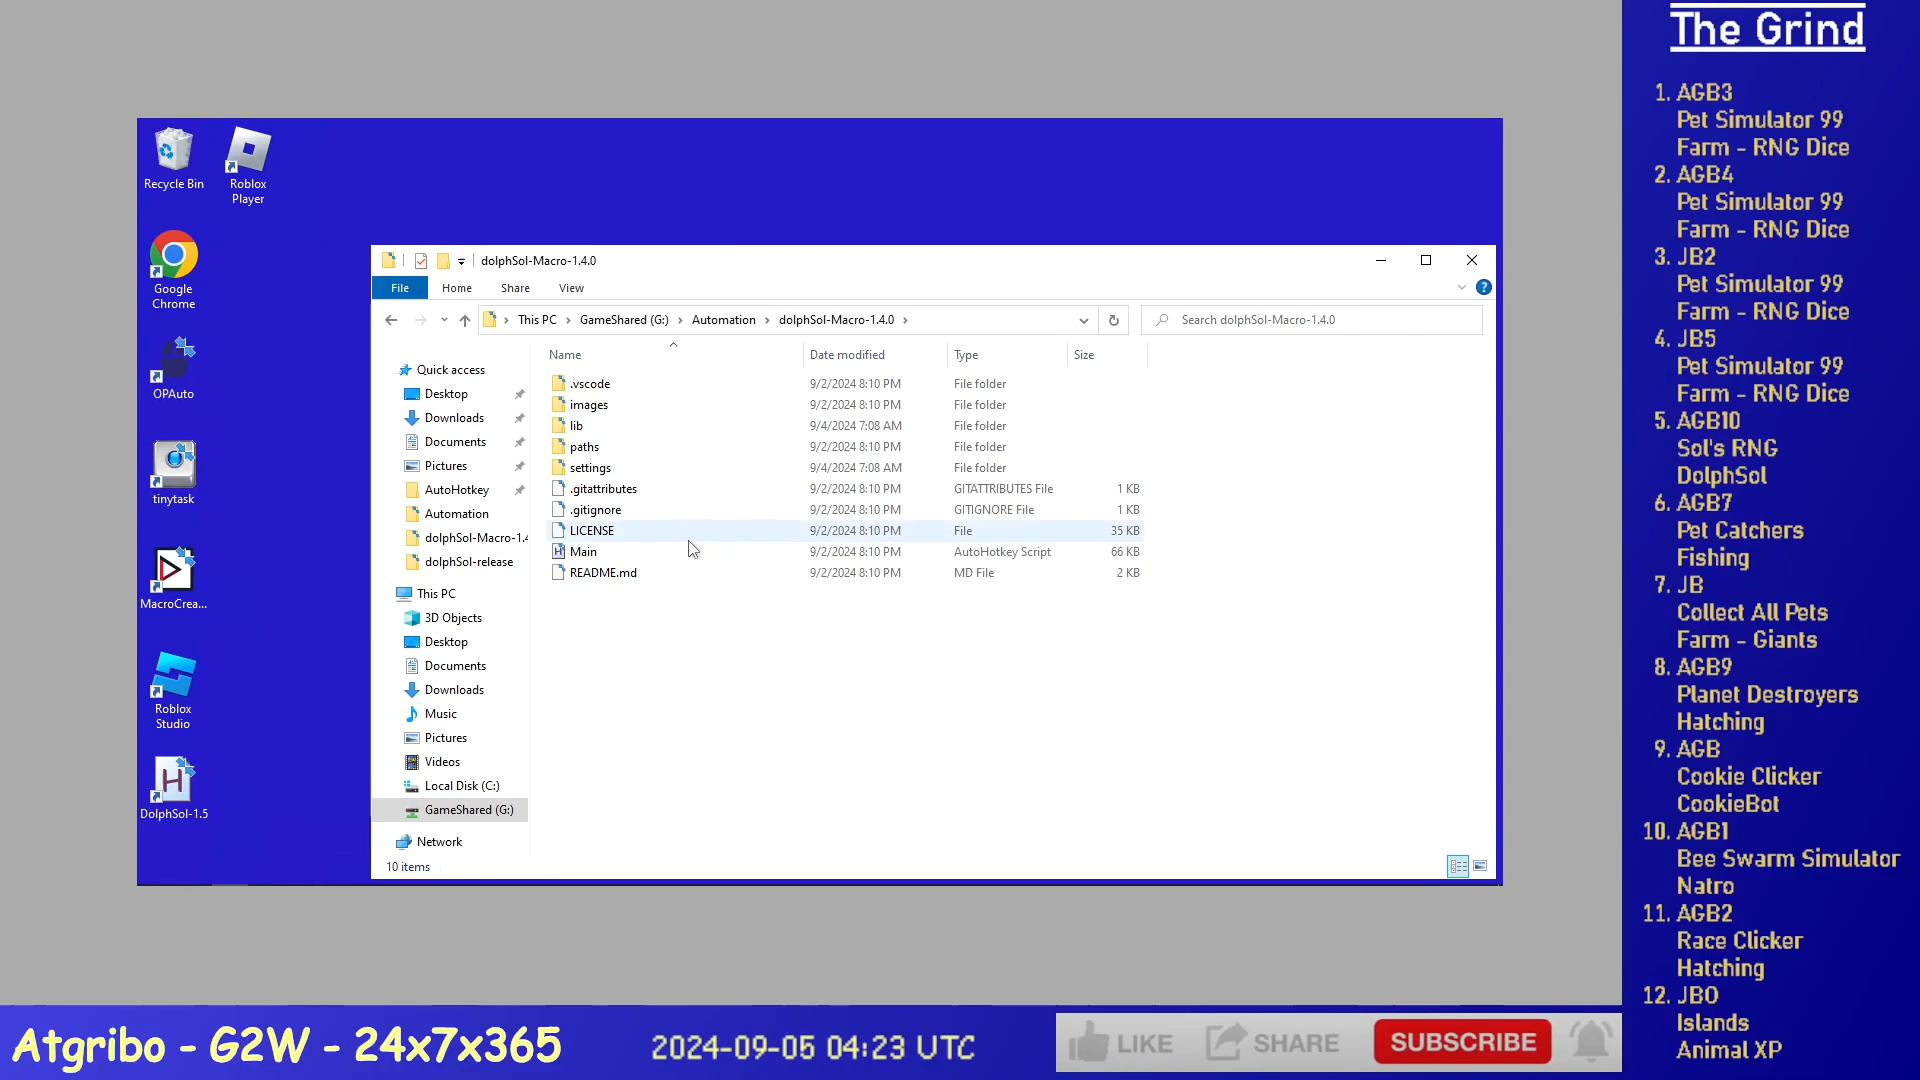 Recycle Bin
Roblox
Player
Google
Chrome
OPAuto
tinytask
MacroCrea...
Roblox
Studio
DolphSol-1.5
dolphSol-Macro-1.4.0
File
Home
Share
View
This PC
GameShared (G:)
Automation
dolphSol-Macro-1.4.0
Search dolphSol-Macro-1.4.0
Quick access
Desktop
Downloads
Documents
Pictures
AutoHotkey
Automation
dolphSol-Macro-1.4
dolphSol-release
This PC
3D Objects
Desktop
Documents
Downloads
Music
Pictures
Videos
Local Disk (C:)
GameShared (G:)
Network
Name Date modified Type Size
.vscode 9/2/2024 8:10 PM File folder
images 9/2/2024 8:10 PM File folder
lib 9/4/2024 7:08 AM File folder
paths 9/2/2024 8:10 PM File folder
settings 9/4/2024 7:08 AM File folder
.gitattributes 9/2/2024 8:10 PM GITATTRIBUTES File 1 KB
.gitignore 9/2/2024 8:10 PM GITIGNORE File 1 KB
LICENSE 9/2/2024 8:10 PM File 35 KB
Main 9/2/2024 8:10 PM AutoHotkey Script 66 KB
README.md 9/2/2024 8:10 PM MD File 2 KB
10 items
The Grind
1. AGB3
Pet Simulator 99
Farm - RNG Dice
2. AGB4
Pet Simulator 99
Farm - RNG Dice
3. JB2
Pet Simulator 99
Farm - RNG Dice
4. JB5
Pet Simulator 99
Farm - RNG Dice
5. AGB10
Sol's RNG
DolphSol
6. AGB7
Pet Catchers
Fishing
7. JB
Collect All Pets
Farm - Giants
8. AGB9
Planet Destroyers
Hatching
9. AGB
Cookie Clicker
CookieBot
10. AGB1
Bee Swarm Simulator
Natro
11. AGB2
Race Clicker
Hatching
12. JB0
Islands
Animal XP
Atgribo - G2W - 24x7x365
2024-09-05 04:23 UTC
LIKE
SHARE
SUBSCRIBE